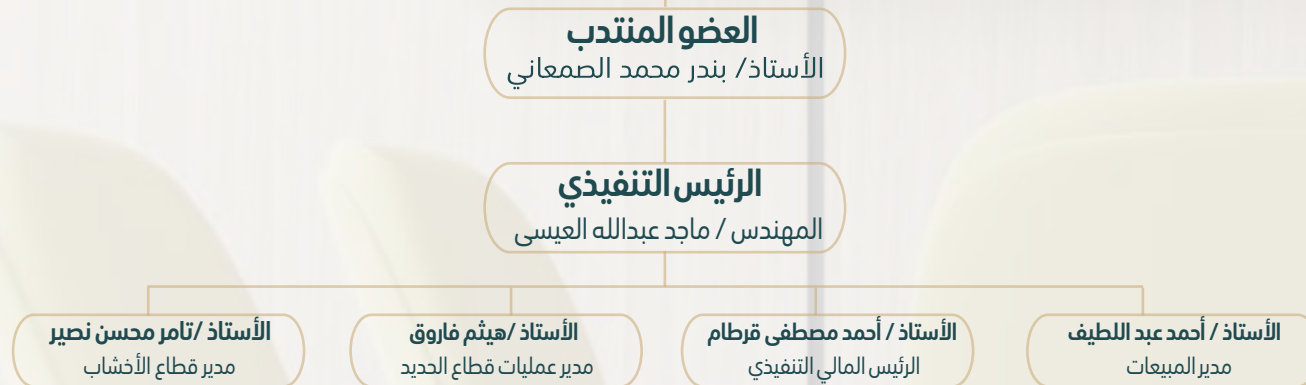 العضو المنتدب
الأستاذ/ بندر محمد الصمعاني
الرئيس التنفيذي
المهندس / ماجد عبدالله العيسى
الأستاذ / أحمد عبد اللطيف
مدير المبيعات
الأستاذ / أحمد مصطفى قرطام
الرئيس المالي التنفيذي
الأستاذ /هيثم فاروق
مدير عمليات قطاع الحديد
الأستاذ /تامر محسن نصير
مدير قطاع الأخشاب